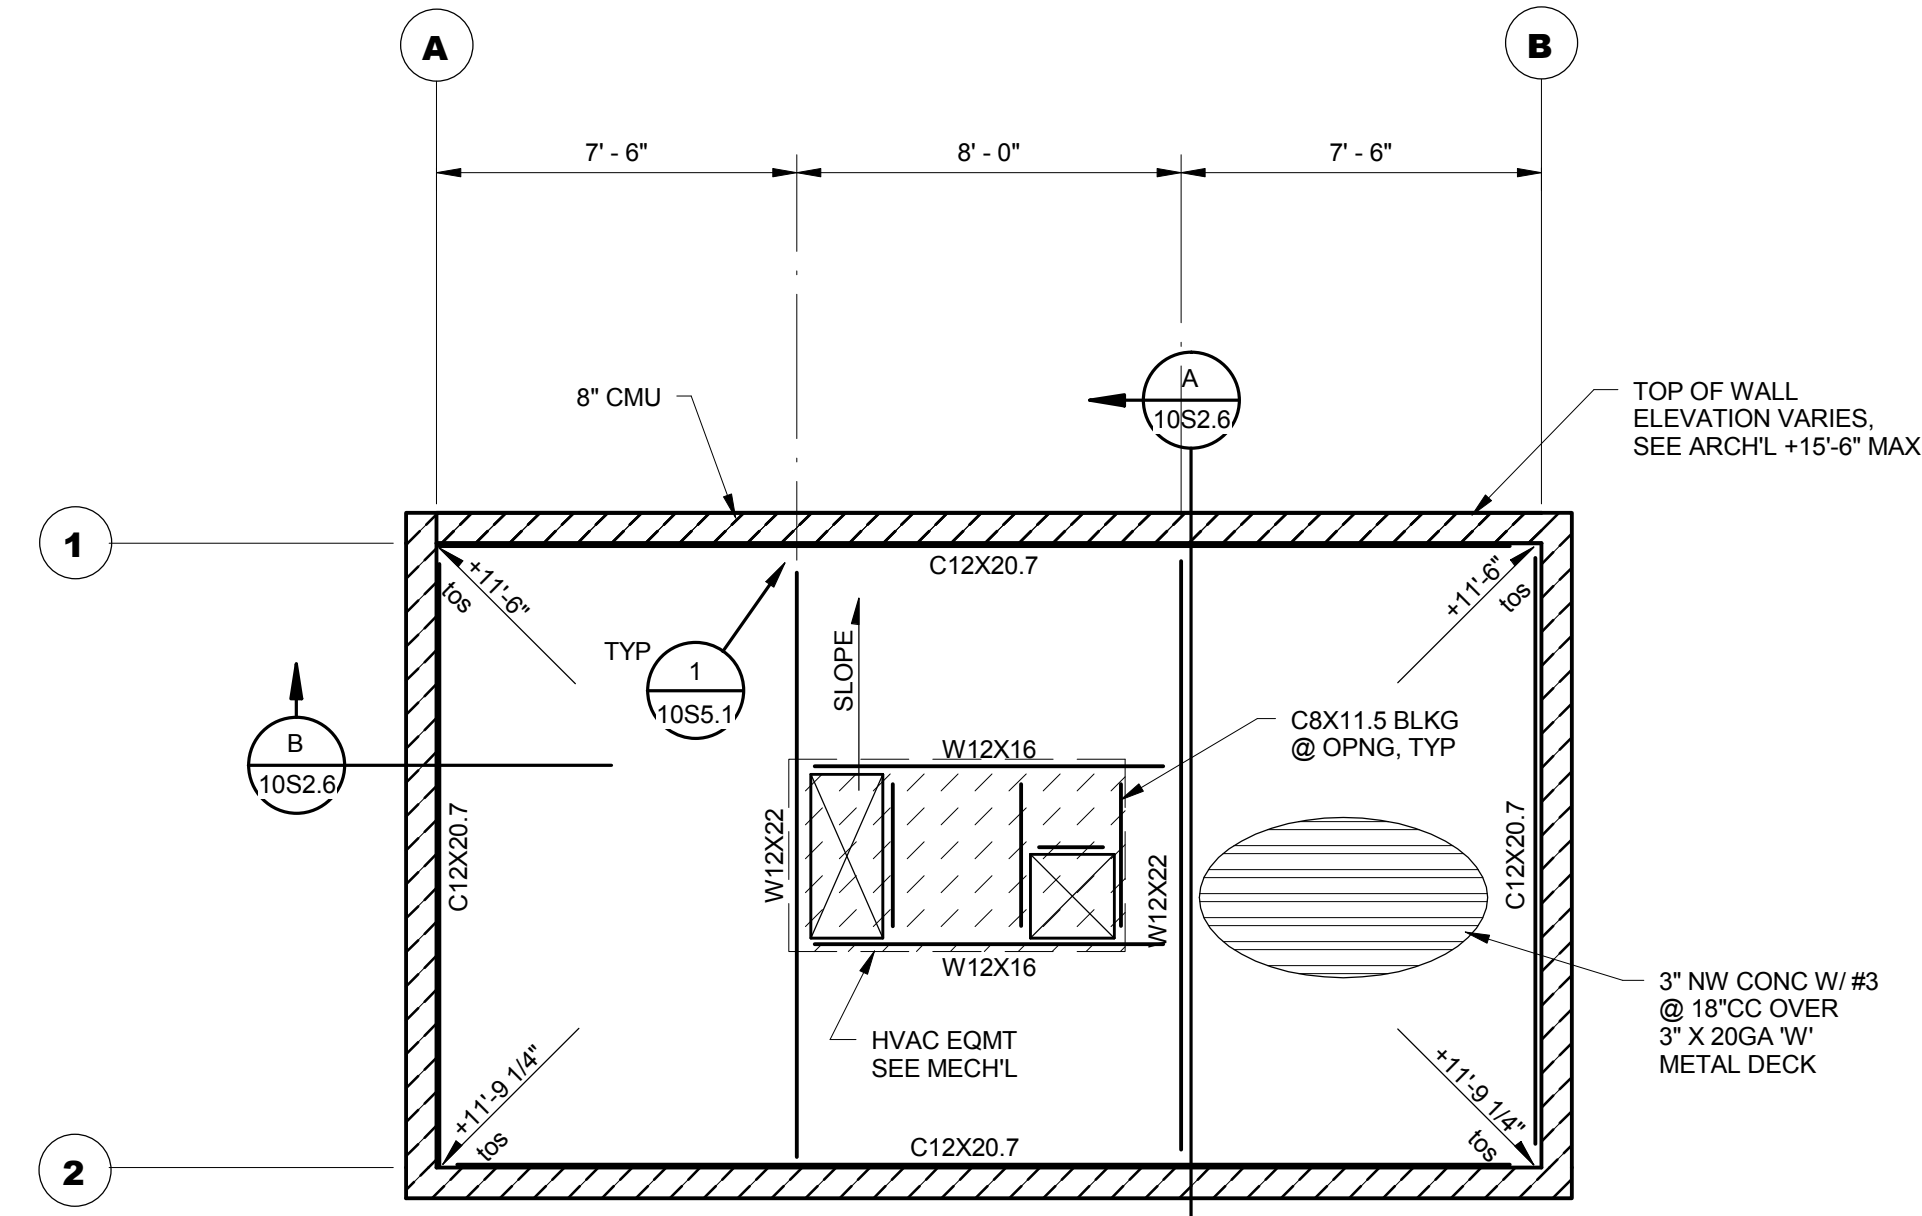 A
B
7' - 6"
8' - 0"
7' - 6"
8" CMU
A
10S2.6
TOP OF WALL
ELEVATION VARIES,
SEE ARCH'L +15'-6" MAX
1
C12X20.7
+11'-6"
tos
+11'-6"
tos
TYP
1
10S5.1
SLOPE
B
10S2.6
C8X11.5 BLKG
@ OPNG, TYP
W12X16
C12X20.7
W12X22
W12X22
C12X20.7
W12X16
HVAC EQMT
SEE MECH'L
3" NW CONC W/ #3
@ 18"CC OVER
3" X 20GA 'W'
METAL DECK
+11'-9 1/4"
tos
+11'-9 1/4"
tos
C12X20.7
2